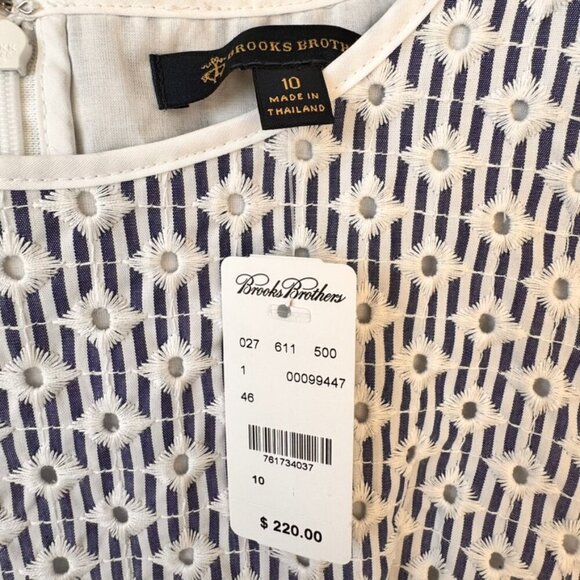 BROOKS BROTH
10
MADE IN
THAILAND
Brooks Brothers
027 611 500
1 00099447
46
761734037
10
$ 220.00